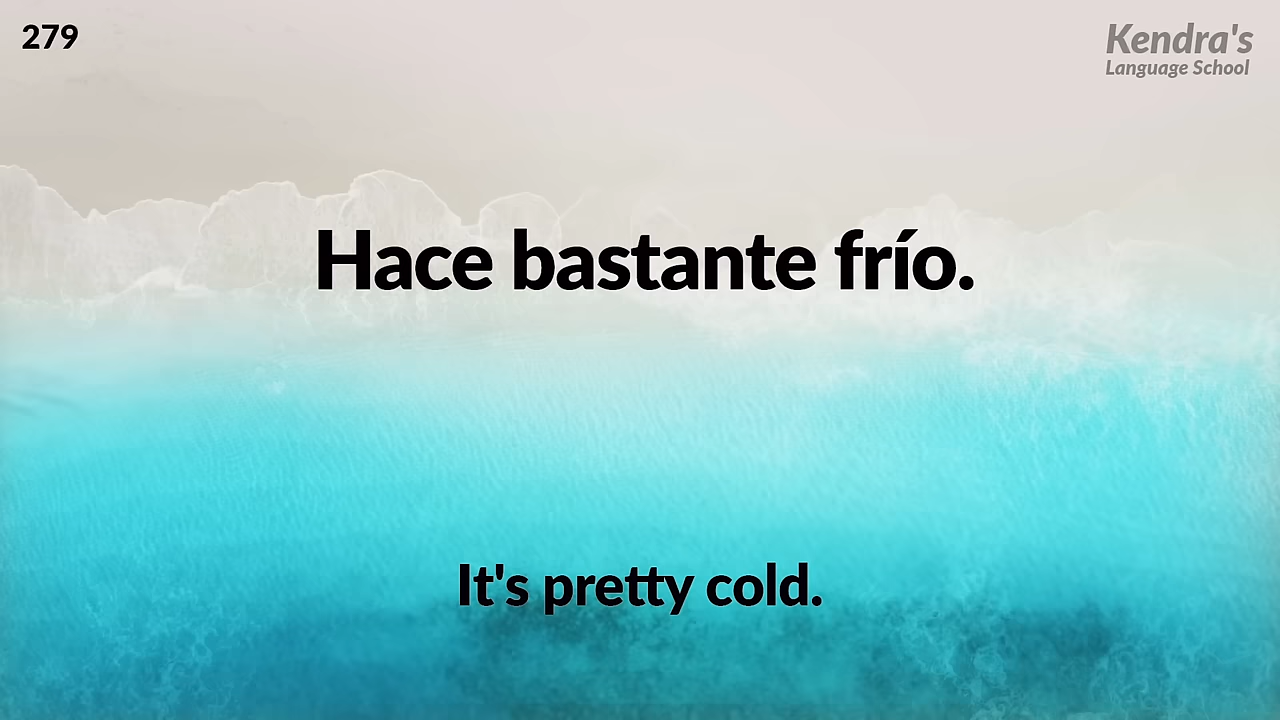 279
Kendra's
Language School
Hace bastante frío.
It's pretty cold.